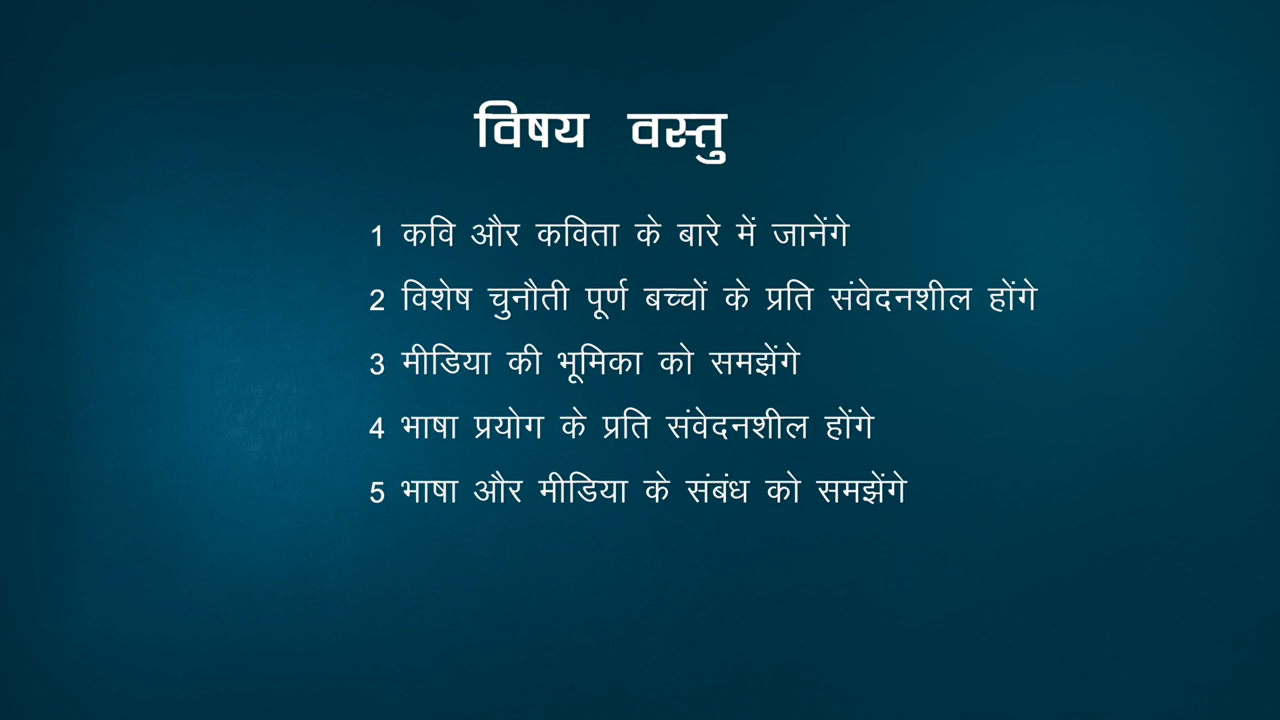 विषय वस्तु
1 कवि और कविता के बारे में जानेंगे
2 विशेष चुनौती पूर्ण बच्चों के प्रति संवेदनशील होंगे
3 मीडिया की भूमिका को समझेंगे
4 भाषा प्रयोग के प्रति संवेदनशील होंगे
5 भाषा और मीडिया के संबंध को समझेंगे